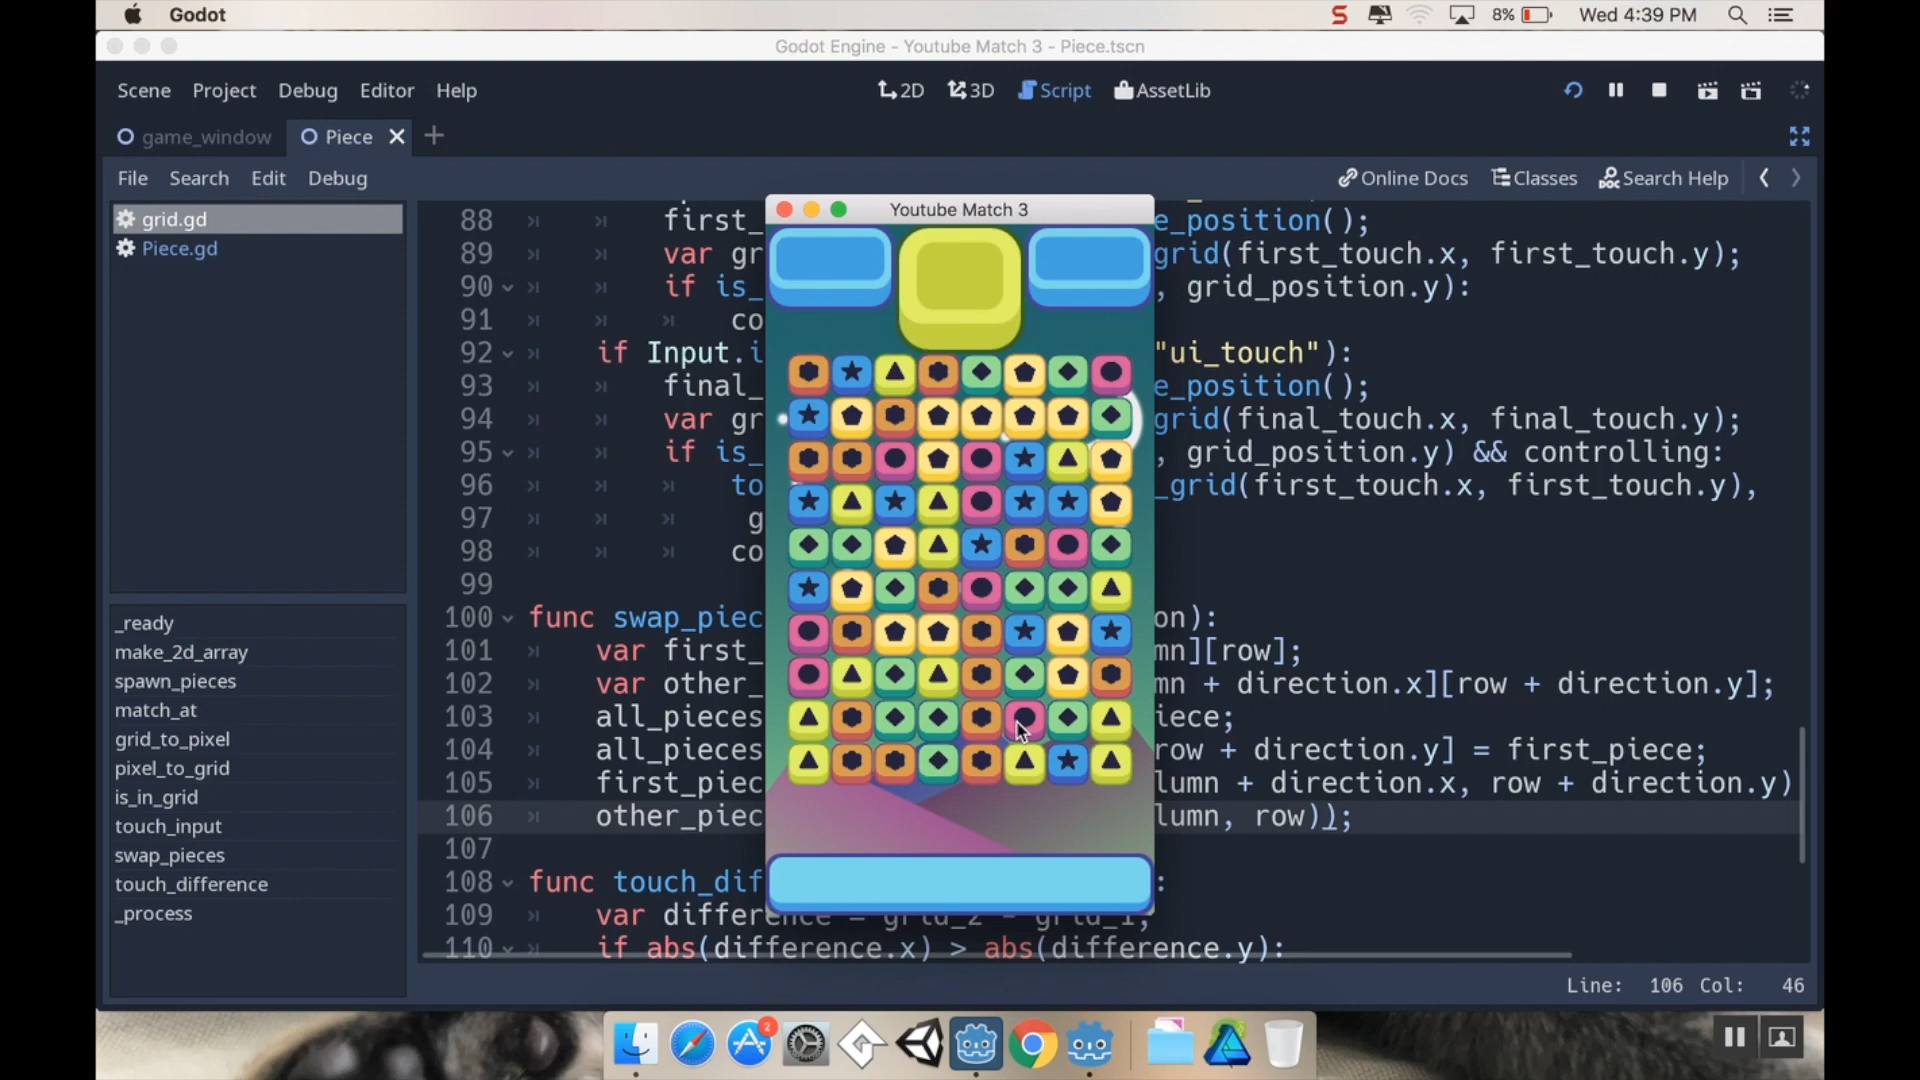 Godot
8%
Wed 4:39 PM
Godot Engine - Youtube Match 3 - Piece.tscn
Scene Project Debug Editor Help
2D 3D Script AssetLib
game_window Piece
File Search Edit Debug
Online Docs Classes Search Help
grid.gd
Piece.gd
_ready
make_2d_array
spawn_pieces
match_at
grid_to_pixel
pixel_to_grid
is_in_grid
touch_input
swap_pieces
touch_difference
_process
Youtube Match 3
88 first_ e_position();
89 var gr grid(first_touch.x, first_touch.y);
90 if is_ , grid_position.y):
91 co
92 if Input.i "ui_touch"):
93 final_ e_position();
94 var gr grid(final_touch.x, final_touch.y);
95 if is_ , grid_position.y) && controlling:
96 to _grid(first_touch.x, first_touch.y),
97 g
98 co
99
100 func swap_piec on):
101 var first_ mn][row];
102 var other_ mn + direction.x][row + direction.y];
103 all_pieces iece;
104 all_pieces row + direction.y] = first_piece;
105 first_piec lumn + direction.x, row + direction.y)
106 other_piec lumn, row));
107
108 func touch_dif :
109 var difference = grid_2 - grid_1;
110 if abs(difference.x) > abs(difference.y):
Line: 106 Col: 46
2